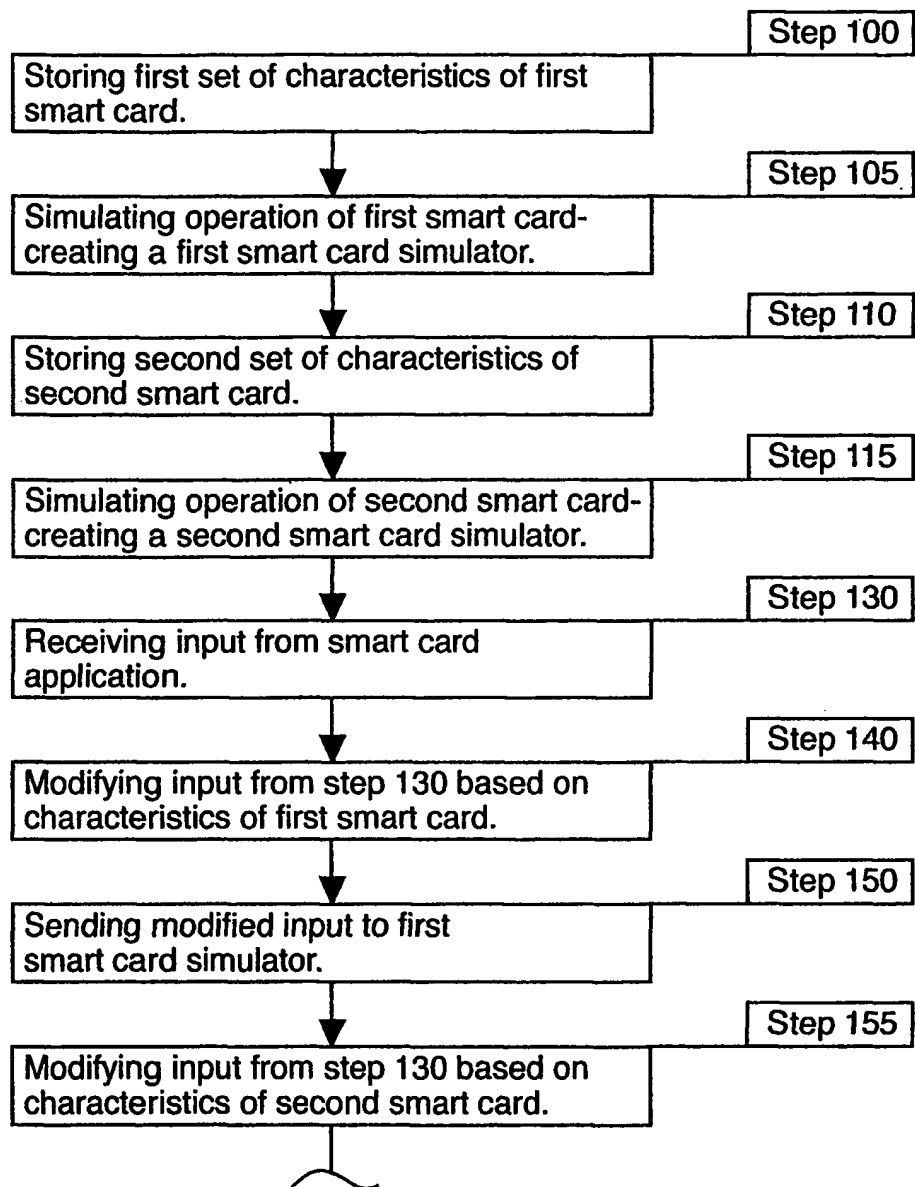 Step 100
Storing first set of characteristics of first
smart card.
Step 105
Simulating operation of first smart card-
creating a first smart card simulator.
Step 110
Storing second set of characteristics of
second smart card.
Step 115
Simulating operation of second smart card-
creating a second smart card simulator.
Step 130
Receiving input from smart card
application.
Step 140
Modifying input from step 130 based on
characteristics of first smart card.
Step 150
Sending modified input to first
smart card simulator.
Step 155
Modifying input from step 130 based on
characteristics of second smart card.